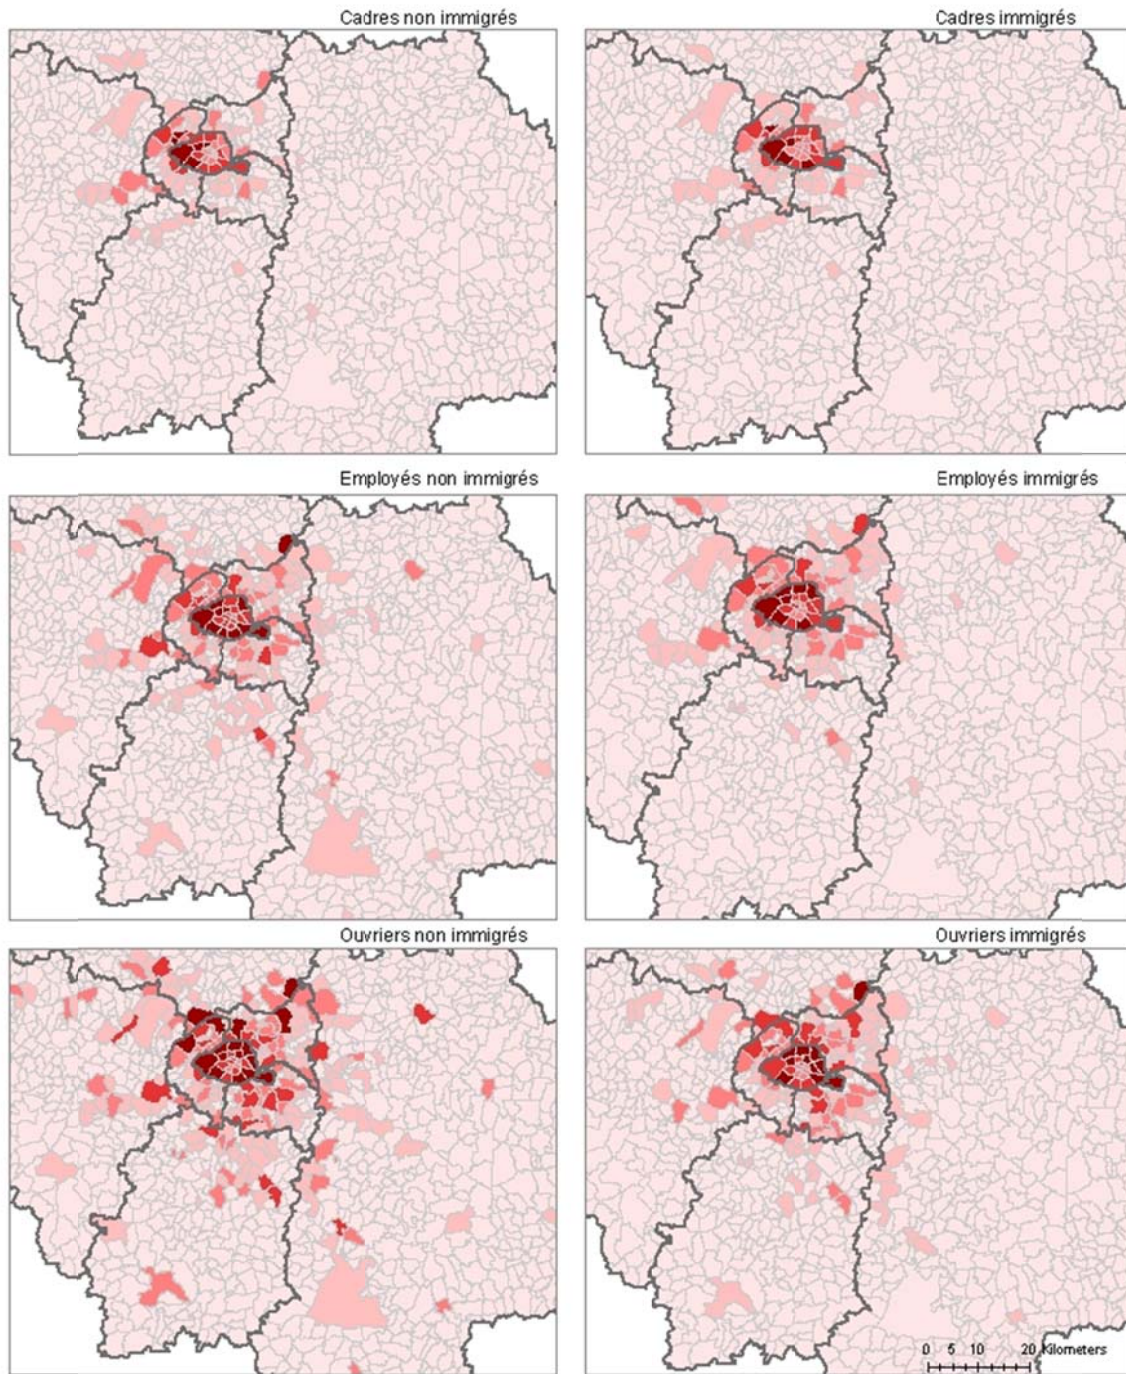 Cadres non immigrés
Cadres immigrés
Employés non immigrés
Employés immigrés
Ouvriers non immigrés
Ouvriers immigrés
0 5 10 20 Kilometers